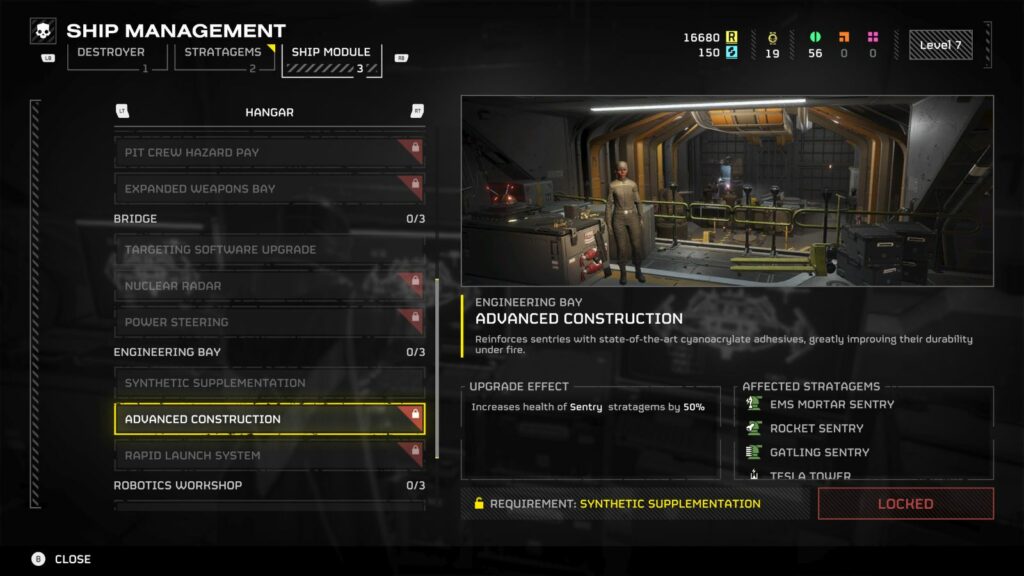 SHIP MANAGEMENT
LB
DESTROYER
1
STRATAGEMS
2
SHIP MODULE
3
RB
16680 R
150 S
19
56
0
0
Level 7
LT
HANGAR
RT
PIT CREW HAZARD PAY
EXPANDED WEAPONS BAY
BRIDGE 0/3
TARGETING SOFTWARE UPGRADE
NUCLEAR RADAR
POWER STEERING
ENGINEERING BAY 0/3
SYNTHETIC SUPPLEMENTATION
ADVANCED CONSTRUCTION
RAPID LAUNCH SYSTEM
ROBOTICS WORKSHOP 0/3
ENGINEERING BAY
ADVANCED CONSTRUCTION
Reinforces sentries with state-of-the-art cyanoacrylate adhesives, greatly improving their durability
under fire.
UPGRADE EFFECT
Increases health of Sentry stratagems by 50%
AFFECTED STRATAGEMS
EMS MORTAR SENTRY
ROCKET SENTRY
GATLING SENTRY
TESLA TOWER
REQUIREMENT: SYNTHETIC SUPPLEMENTATION
LOCKED
B CLOSE